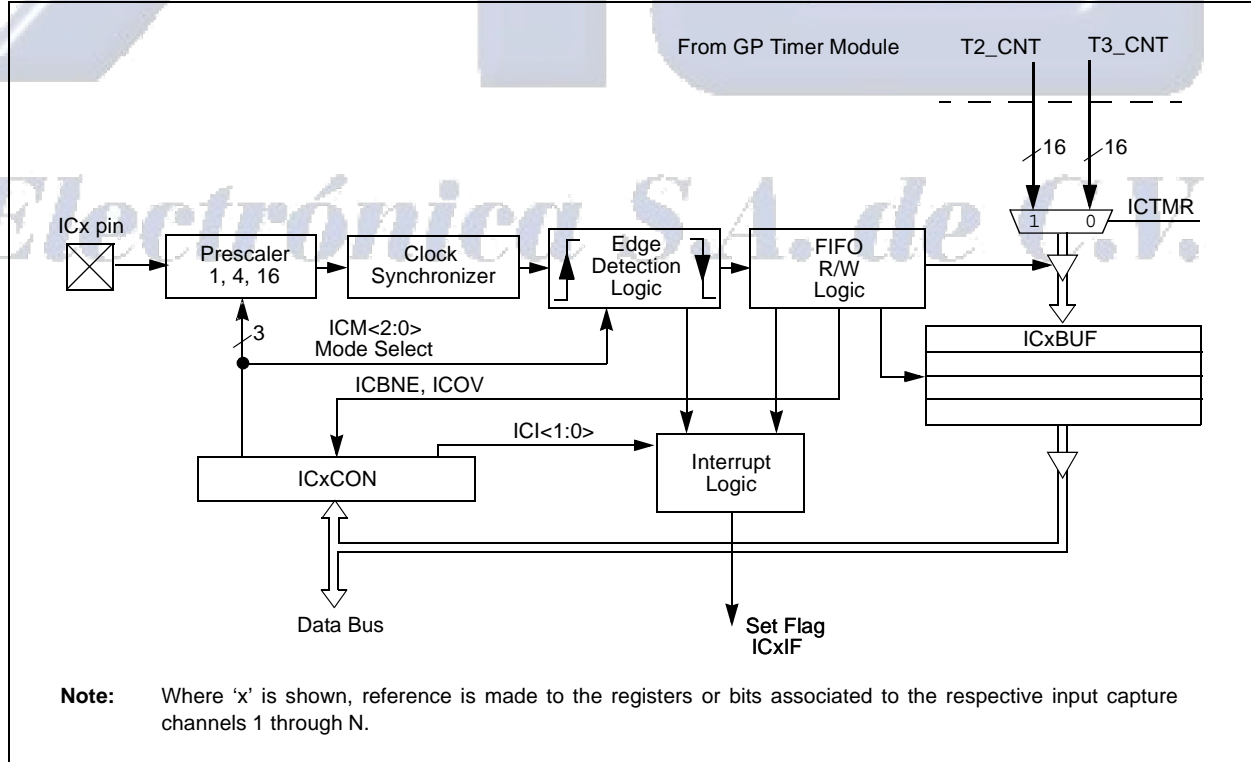 From GP Timer Module
T2_CNT
T3_CNT
16
16
Electrónica S.A. de C.V.
ICx pin
1
0
ICTMR
Prescaler
1, 4, 16
Clock
Synchronizer
Edge
Detection
Logic
FIFO
R/W
Logic
3
ICM<2:0>
Mode Select
ICxBUF
ICBNE, ICOV
ICI<1:0>
Interrupt
Logic
ICxCON
Data Bus
Set Flag
ICxIF
Note: Where ‘x’ is shown, reference is made to the registers or bits associated to the respective input capture
channels 1 through N.